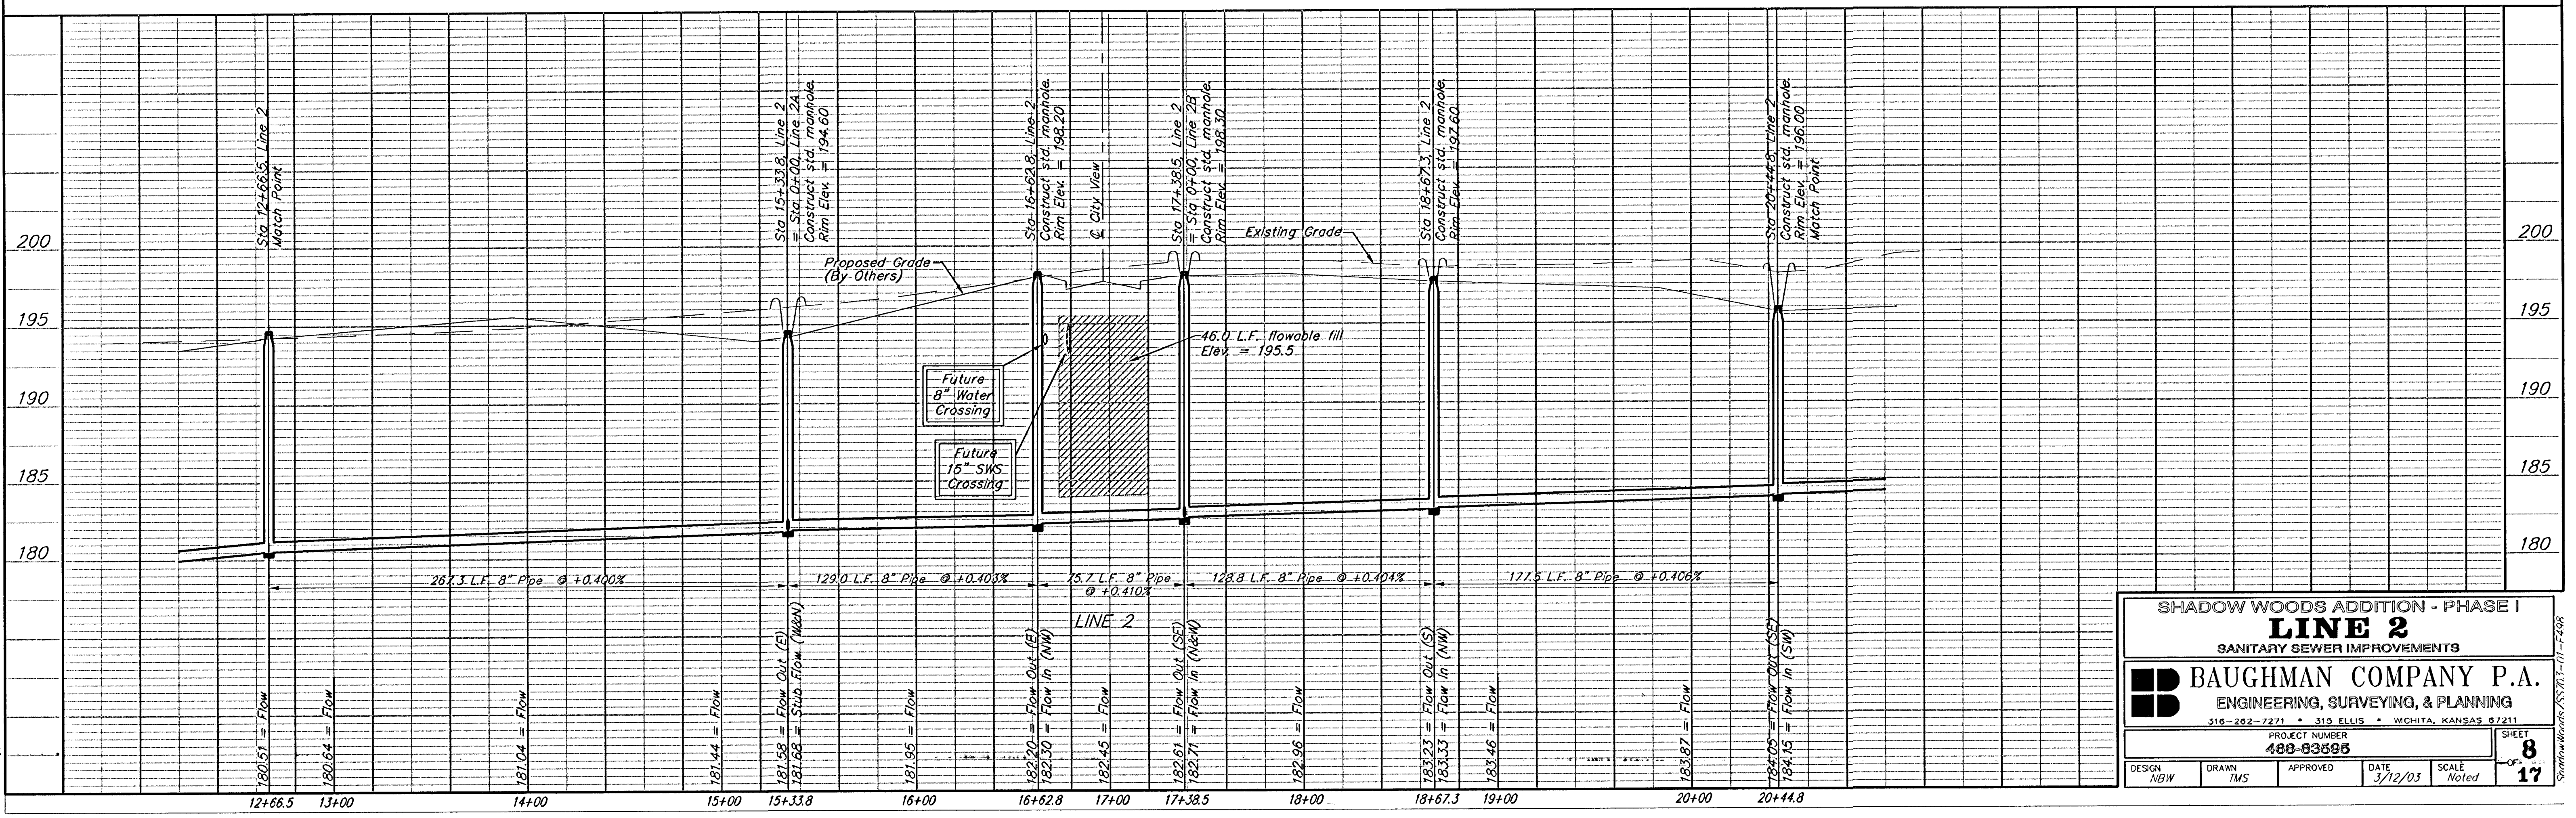 Sta 12+66.5, Line 2
Match Point
Sta 15+33.8, Line 2
= Sta 0+00, Line 2A
Construct std. manhole.
Rim Elev. = 194.60
Sta 16+62.8, Line 2
Construct std. manhole.
Rim Elev. = 198.20
℄ City View
Sta 17+38.5, Line 2
= Sta 0+00, Line 2B
Construct std. manhole.
Rim Elev. = 198.30
Sta 18+67.3, Line 2
Construct std. manhole.
Rim Elev. = 197.60
Sta 20+44.8, Line 2
Construct std. manhole.
Rim Elev. = 196.00
Match Point
200
195
190
185
180
200
195
190
185
180
Proposed Grade
(By Others)
Existing Grade
46.0 L.F. flowable fill
Elev. = 195.5
Future
8" Water
Crossing
Future
15" SWS
Crossing
267.3 L.F. 8" Pipe @ +0.400%
129.0 L.F. 8" Pipe @ +0.403%
75.7 L.F. 8" Pipe
@ +0.410%
128.8 L.F. 8" Pipe @ +0.404%
177.5 L.F. 8" Pipe @ +0.406%
LINE 2
180.51 = Flow
180.64 = Flow
181.04 = Flow
181.44 = Flow
181.58 = Flow Out (E)
181.68 = Stub Flow (W&N)
181.95 = Flow
182.20 = Flow Out (E)
182.30 = Flow In (NW)
182.45 = Flow
182.61 = Flow Out (SE)
182.71 = Flow In (N&W)
182.96 = Flow
183.23 = Flow Out (S)
183.33 = Flow In (NW)
183.46 = Flow
183.87 = Flow
184.05 = Flow Out (SE)
184.15 = Flow In (SW)
12+66.5 13+00 14+00 15+00 15+33.8 16+00 16+62.8 17+00 17+38.5 18+00 18+67.3 19+00 20+00 20+44.8
SHADOW WOODS ADDITION - PHASE I
LINE 2
SANITARY SEWER IMPROVEMENTS
BAUGHMAN COMPANY P.A.
ENGINEERING, SURVEYING, & PLANNING
316-262-7271 * 315 ELLIS * WICHITA, KANSAS 67211
PROJECT NUMBER
468-83595
SHEET
8
OF
17
DESIGN
NBW
DRAWN
TMS
APPROVED
DATE
3/12/03
SCALE
Noted